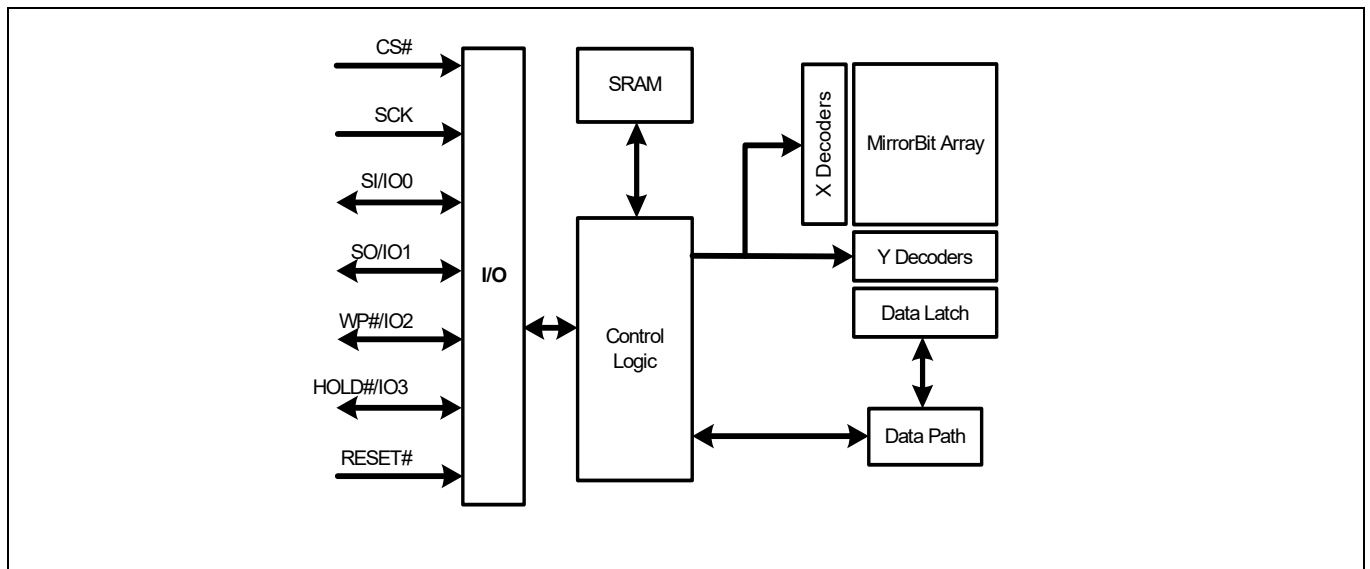 CS#
SCK
SI/IO0
SO/IO1
WP#/IO2
HOLD#/IO3
RESET#
I/O
SRAM
Control
Logic
X Decoders
MirrorBit Array
Y Decoders
Data Latch
Data Path